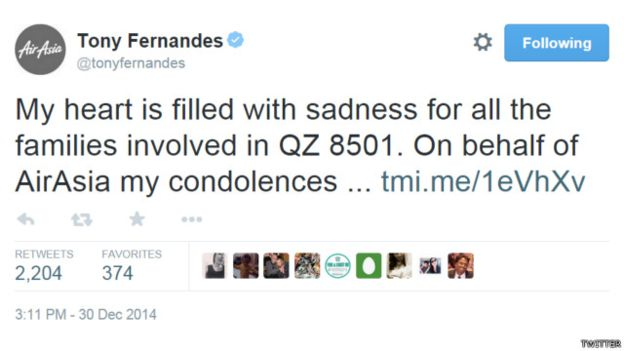 AirAsia
Tony Fernandes
@tonyfernandes
Following
My heart is filled with sadness for all the
families involved in QZ 8501. On behalf of
AirAsia my condolences ... tmi.me/1eVhXv
RETWEETS
FAVORITES
2,204
374
3:11 PM - 30 Dec 2014
TWITTER